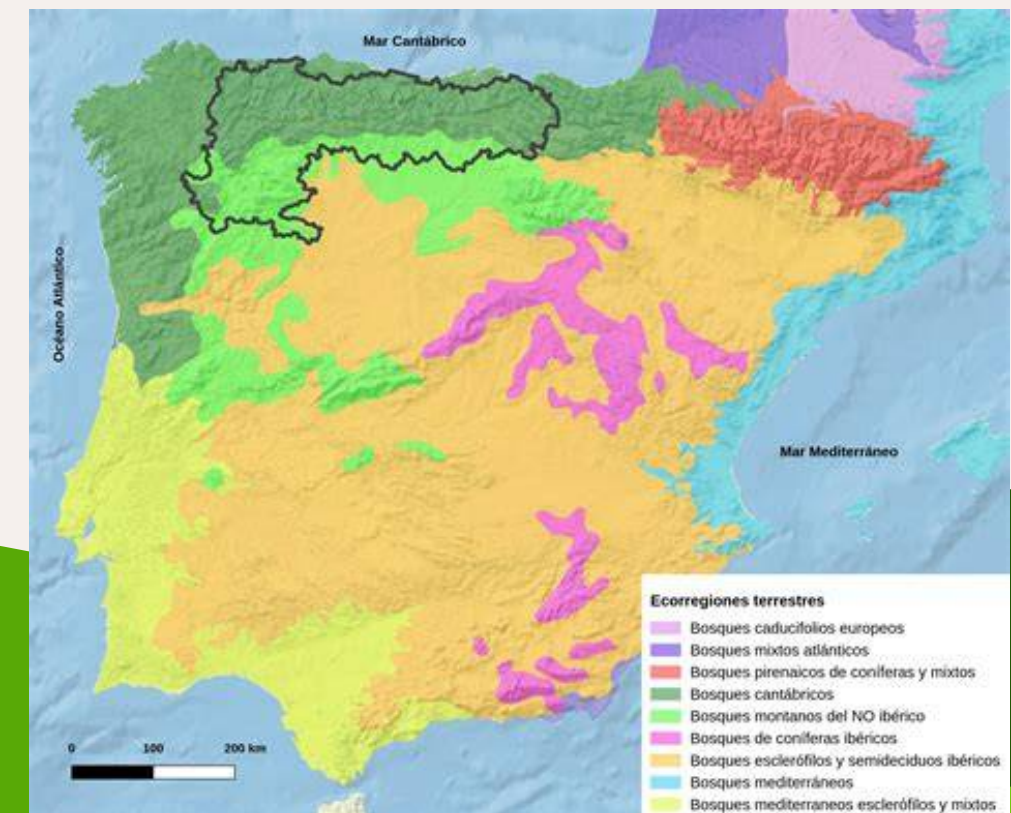 Mar Cantábrico
Océano Atlántico
Mar Mediterráneo
Ecorregiones terrestres
Bosques caducifolios europeos
Bosques mixtos atlánticos
Bosques pirenaicos de coníferas y mixtos
Bosques cantábricos
Bosques montanos del NO ibérico
Bosques de coníferas ibéricos
Bosques esclerófilos y semideciduos ibéricos
Bosques mediterráneos
Bosques mediterraneos esclerófilos y mixtos
0 100 200 km